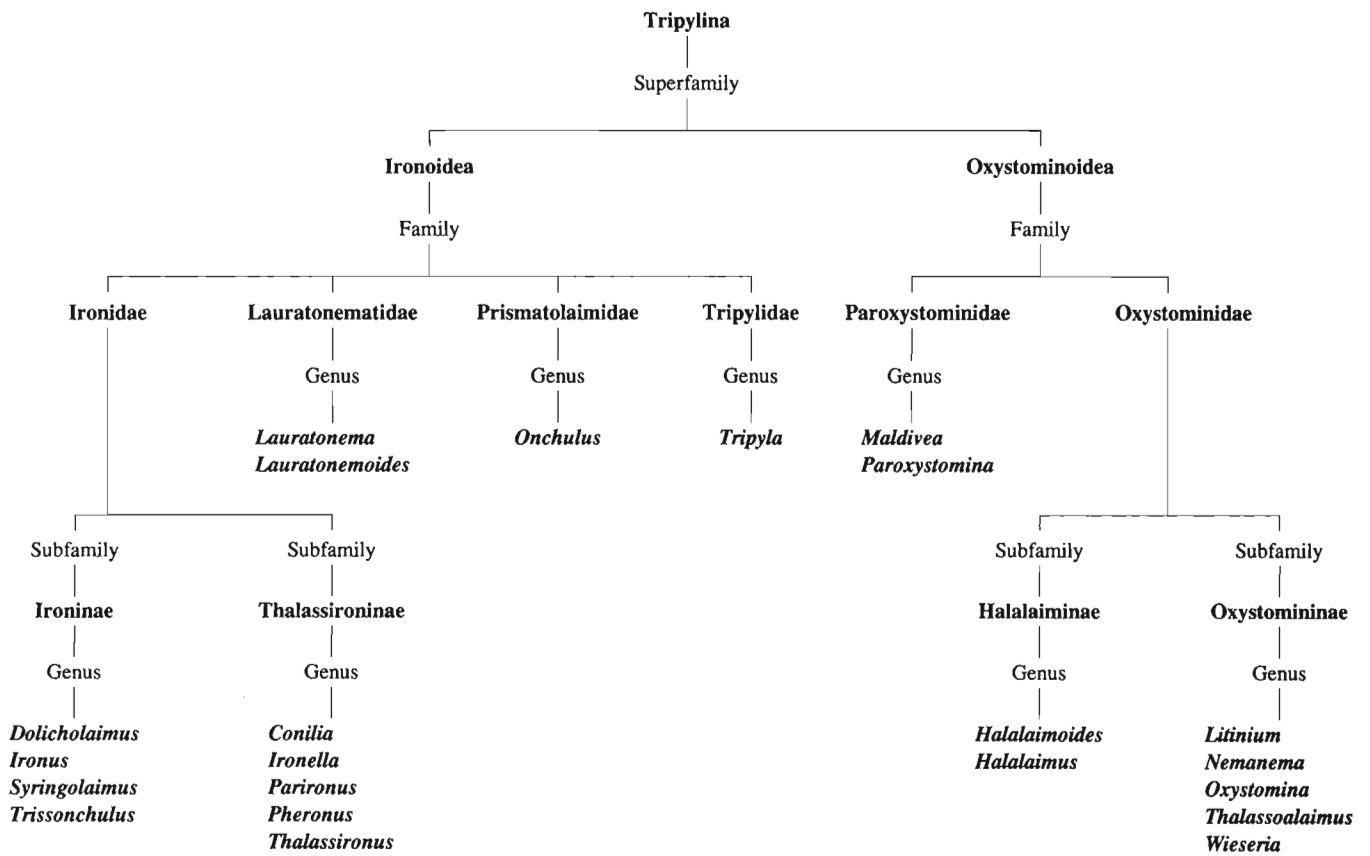 Tripylina
Superfamily
Ironoidea
Oxystominoidea
Family
Family
Ironidae
Lauratonematidae
Prismatolaimidae
Tripylidae
Paroxystominidae
Oxystominidae
Genus
Genus
Genus
Genus
Lauratonema
Lauratonemoides
Onchulus
Tripyla
Maldivea
Paroxystomina
Subfamily
Subfamily
Subfamily
Subfamily
Ironinae
Thalassironinae
Halalaiminae
Oxystomininae
Genus
Genus
Genus
Genus
Dolicholaimus
Ironus
Syringolaimus
Trissonchulus
Conilia
Ironella
Parironus
Pheronus
Thalassironus
Halalaimoides
Halalaimus
Litinium
Nemanema
Oxystomina
Thalassoalaimus
Wieseria